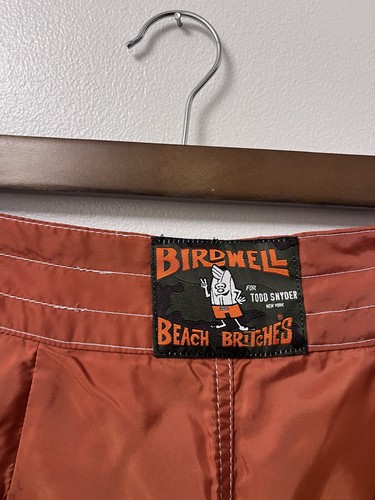 BIRDWELL
FOR
TODD SNYDER
NEW YORK
BEACH BRITCHES